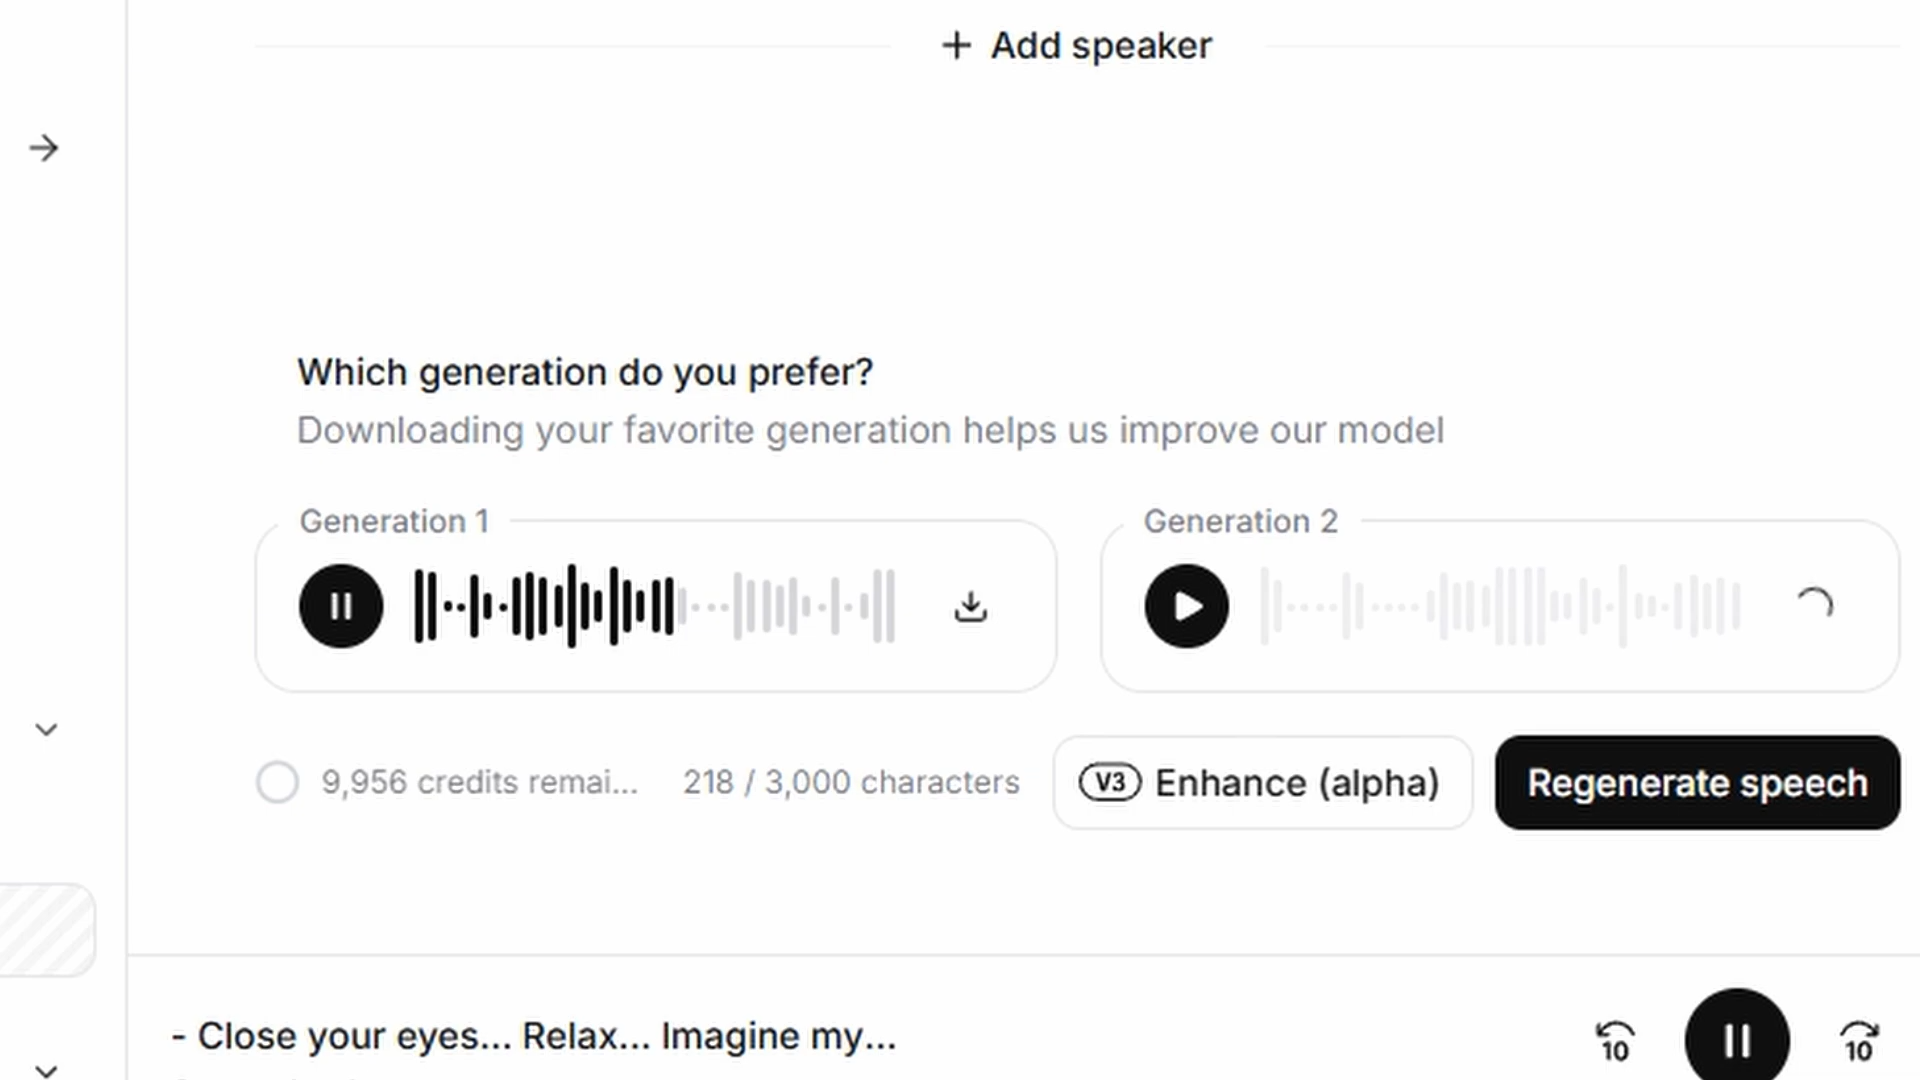 + Add speaker
Which generation do you prefer?
Downloading your favorite generation helps us improve our model
Generation 1
Generation 2
9,956 credits remai...
218 / 3,000 characters
V3 Enhance (alpha)
Regenerate speech
- Close your eyes... Relax... Imagine my...
10
10